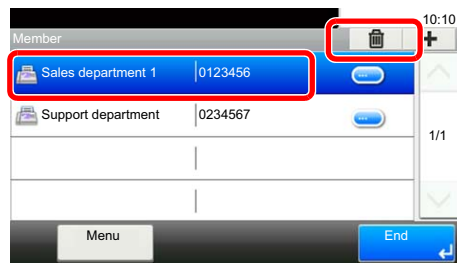 10:10
Member
Sales department 1 0123456
Support department 0234567
1/1
Menu End